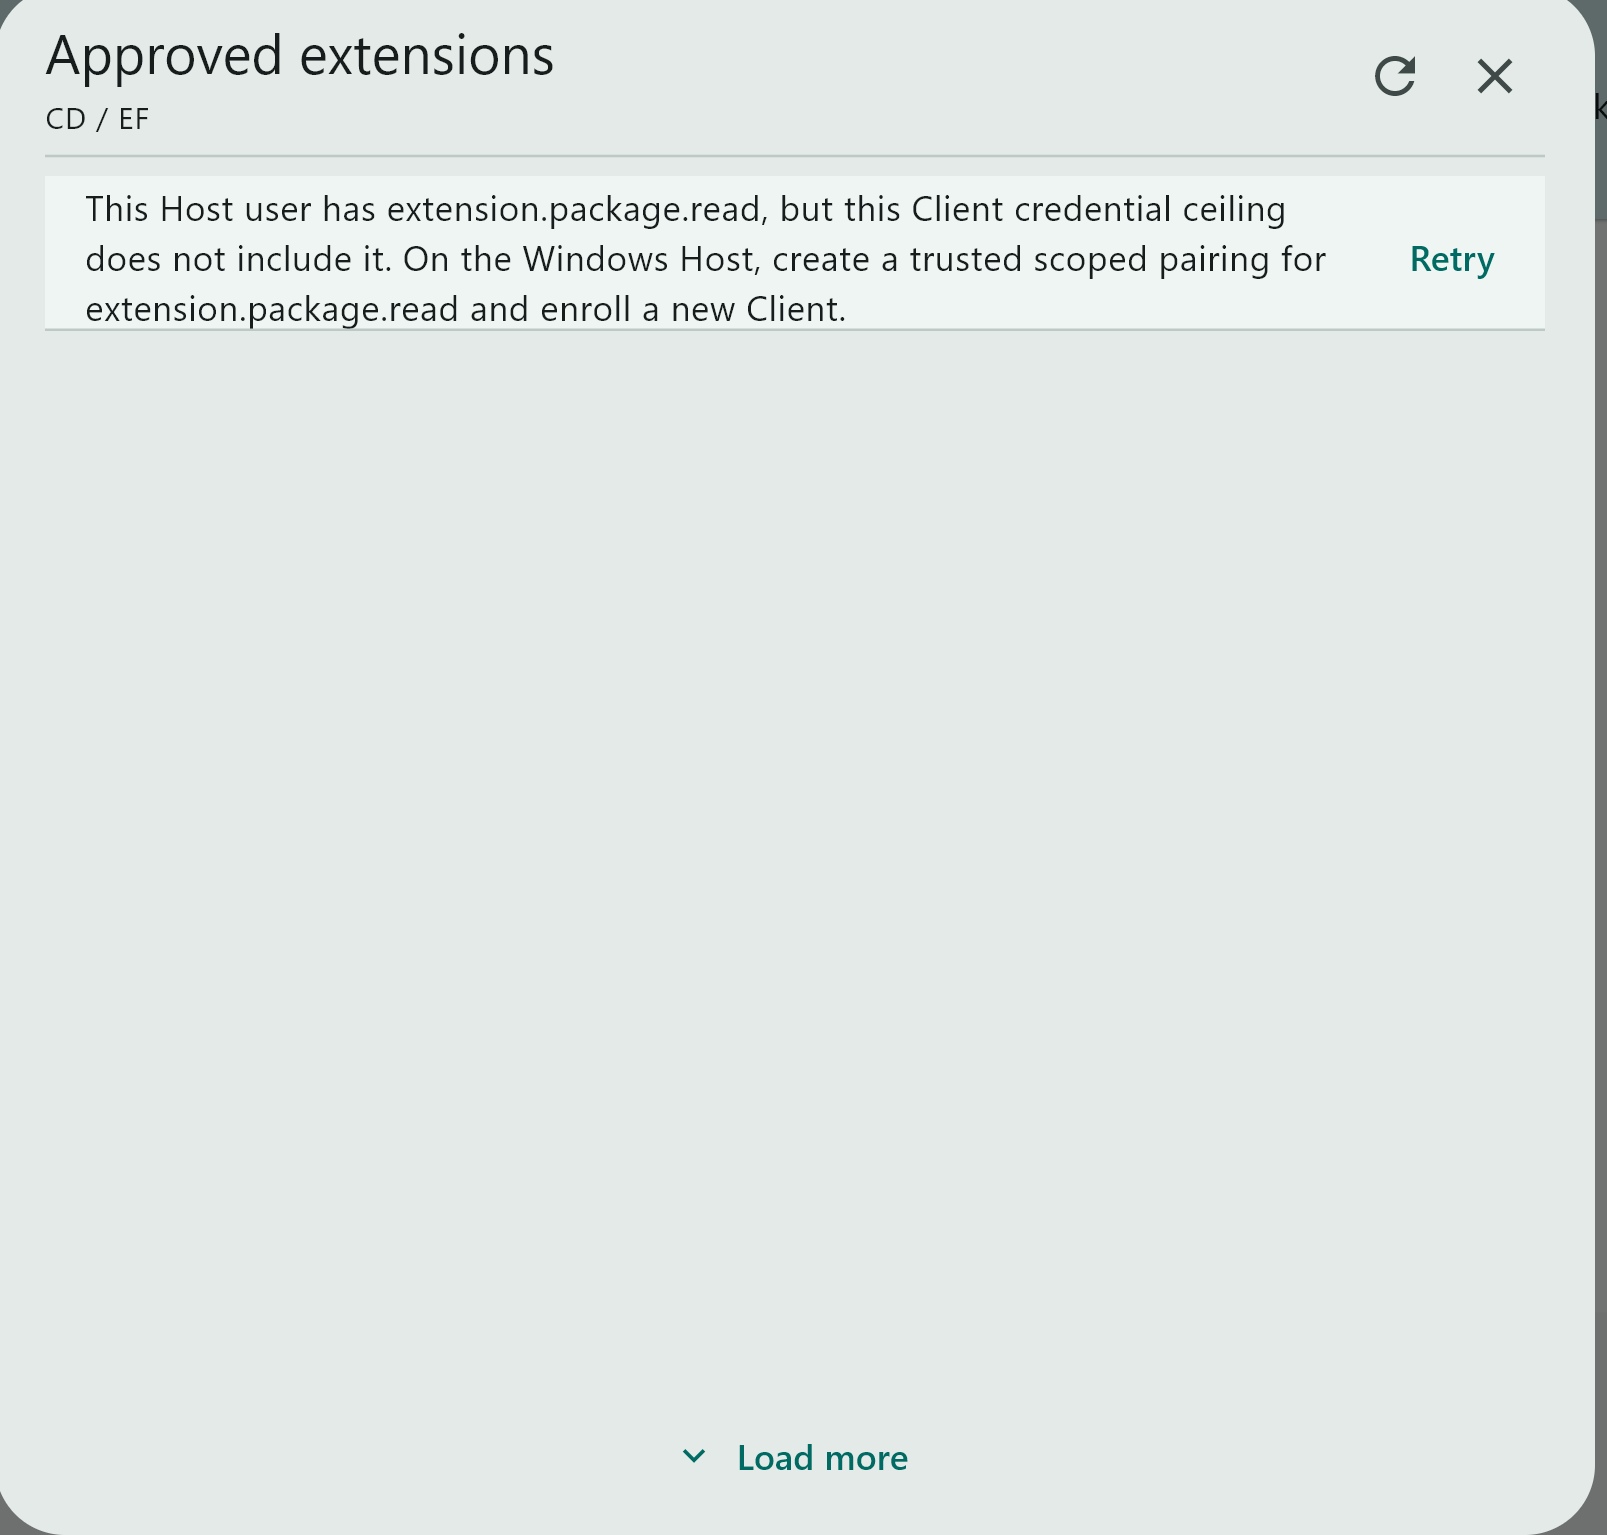 Approved extensions
CD / EF
This Host user has extension.package.read, but this Client credential ceiling
does not include it. On the Windows Host, create a trusted scoped pairing for
extension.package.read and enroll a new Client.
Retry
Load more